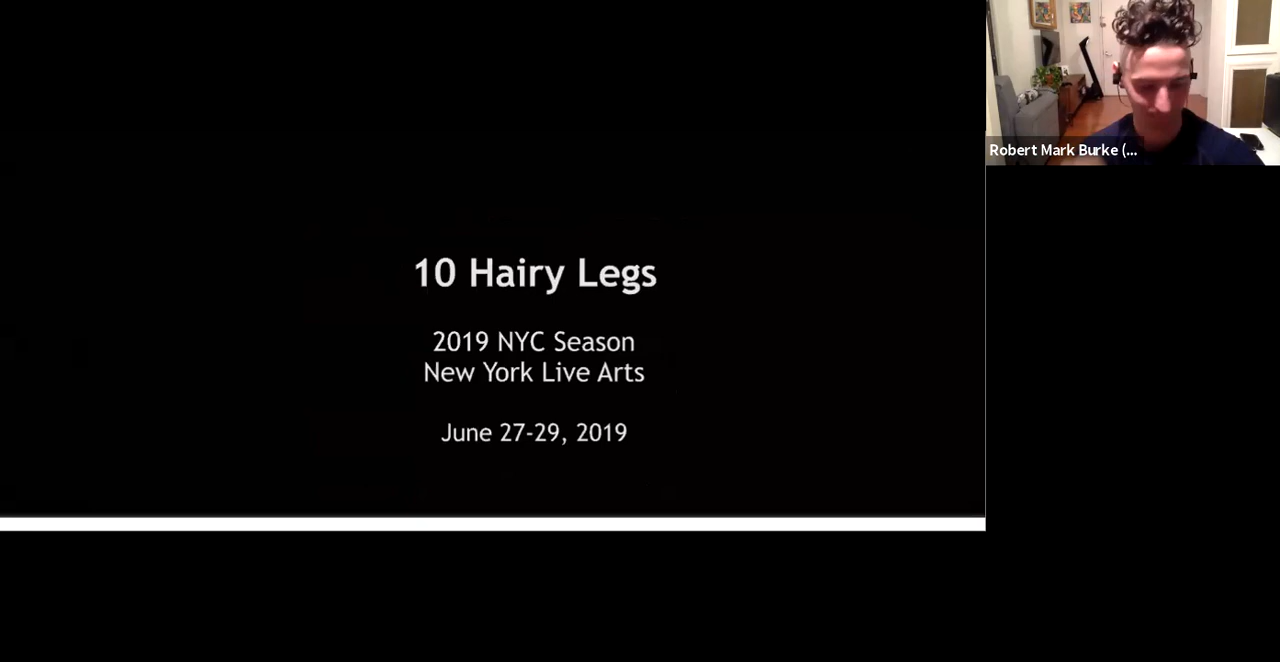 10 Hairy Legs
2019 NYC Season
New York Live Arts
June 27-29, 2019
Robert Mark Burke (...